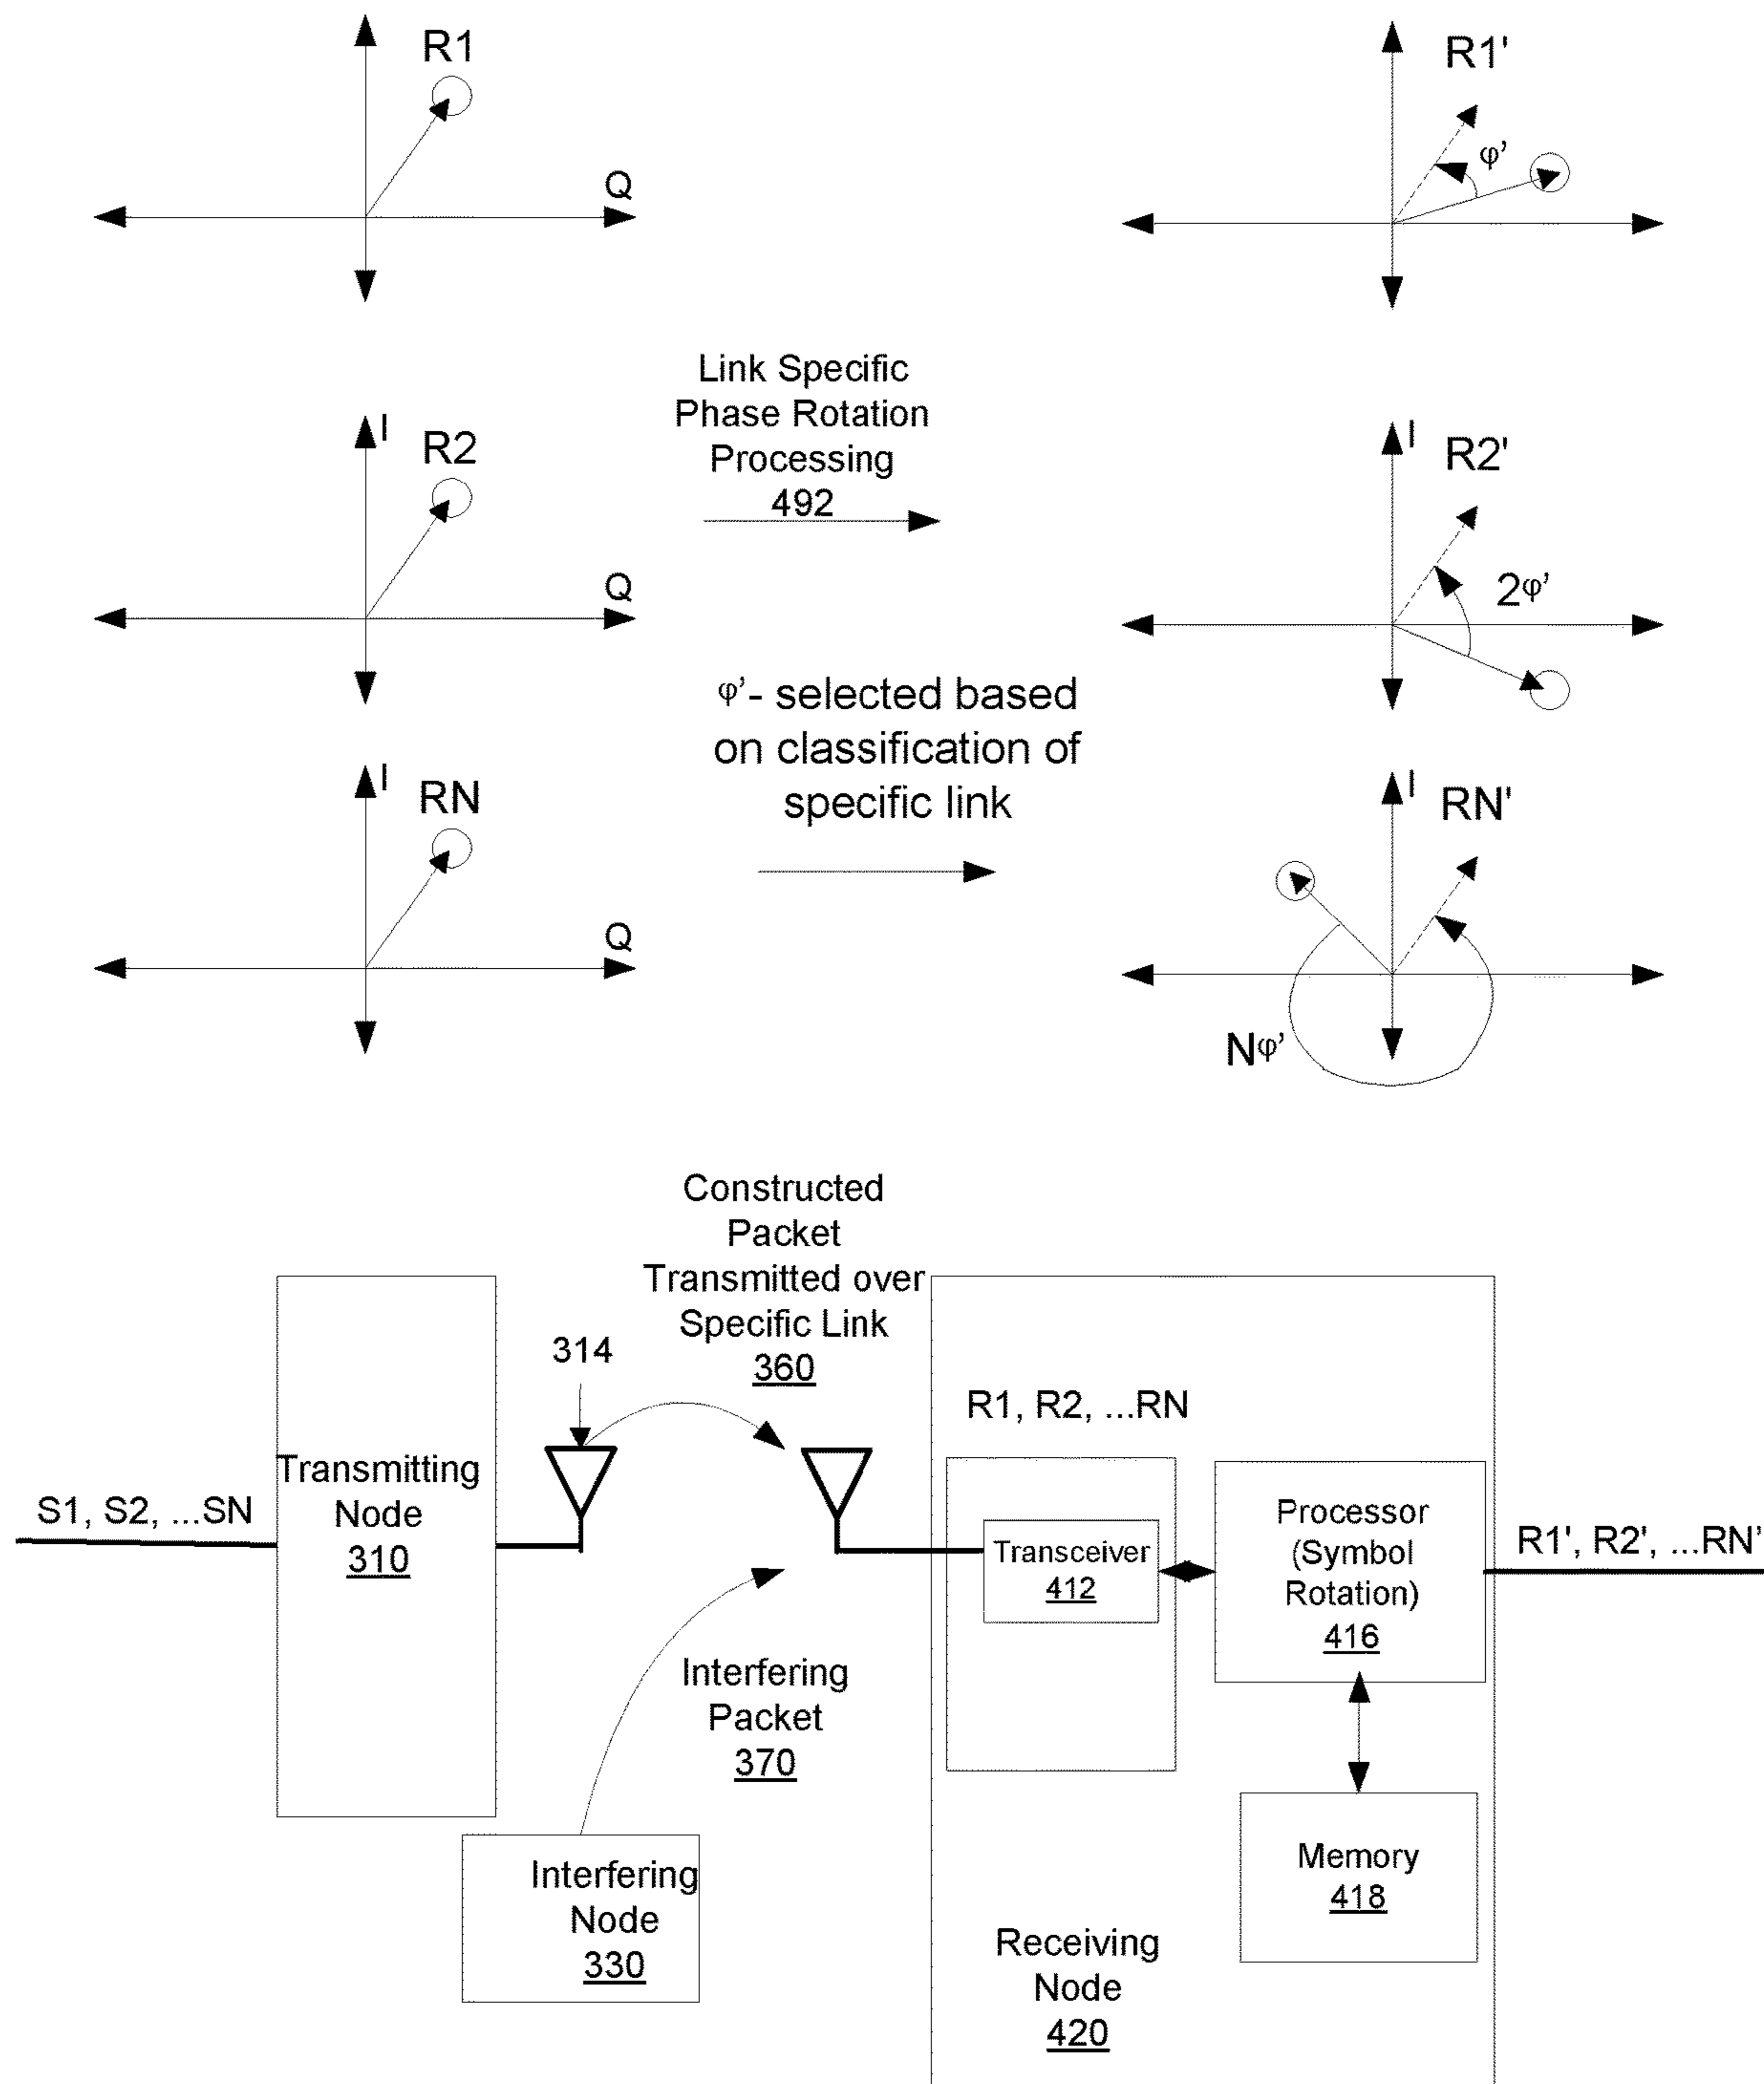 R1
Q
R1'
φ'
Link Specific
Phase Rotation
Processing
492
I
R2
Q
I
R2'
2φ'
φ'- selected based
on classification of
specific link
I
RN
Q
I
RN'
Nφ'
Constructed
Packet
Transmitted over
Specific Link
360
314
R1, R2, ...RN
S1, S2, ...SN
Transmitting
Node
310
Transceiver
412
Processor
(Symbol
Rotation)
416
R1', R2', ...RN'
Interfering
Packet
370
Interfering
Node
330
Memory
418
Receiving
Node
420